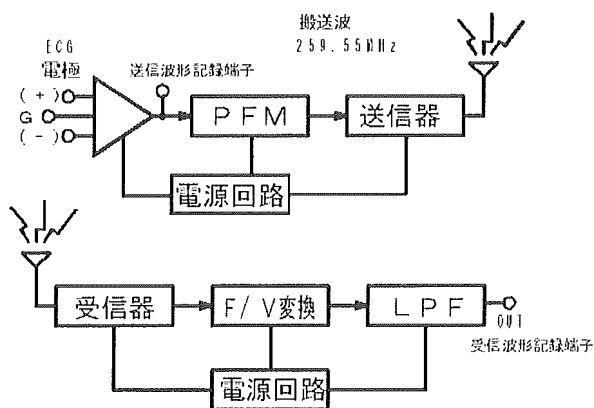 搬送波
259.55MHz
ECG
電極
送信波形記録端子
(+)
G
(-)
PFM
送信器
電源回路
受信器
F/V変換
LPF
OUT
受信波形記録端子
電源回路